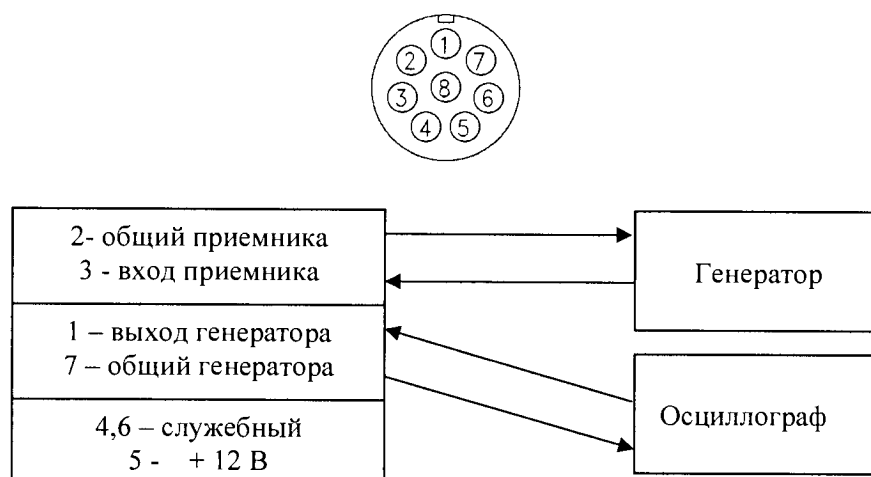 1
2
7
8
3
6
4
5
2- общий приемника
3 - вход приемника
Генератор
1 – выход генератора
7 – общий генератора
Осциллограф
4,6 – служебный
5 - + 12 В